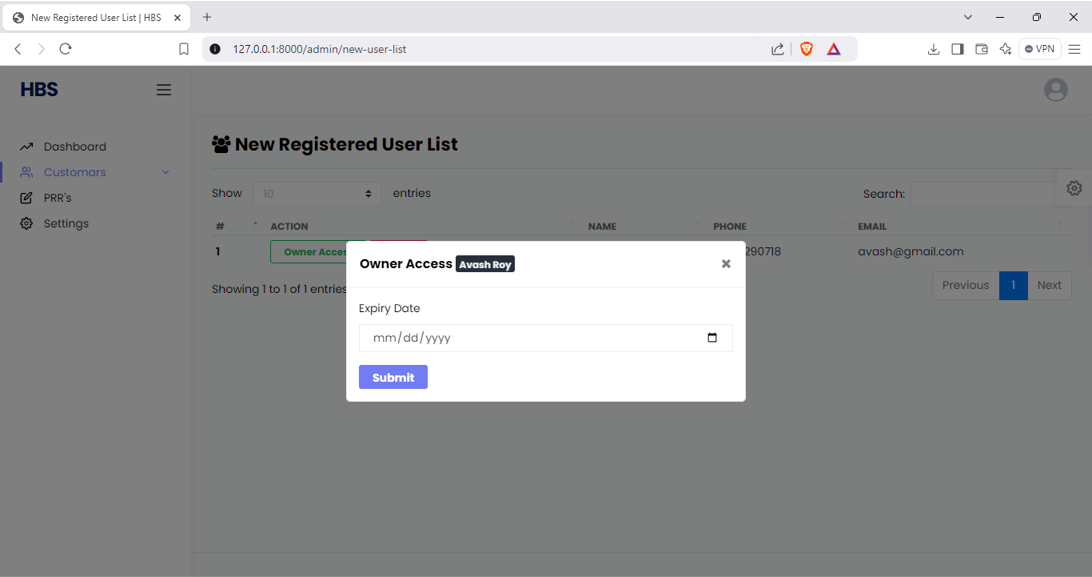 New Registered User List | HBS
127.0.0.1:8000/admin/new-user-list
VPN
HBS
Dashboard
Customars
PRR's
Settings
New Registered User List
Show 10 entries
Search:
# ACTION NAME PHONE EMAIL
1 Owner Acces 290718 avash@gmail.com
Showing 1 to 1 of 1 entries
Previous 1 Next
Owner Access Avash Roy
Expiry Date
mm/dd/yyyy
Submit